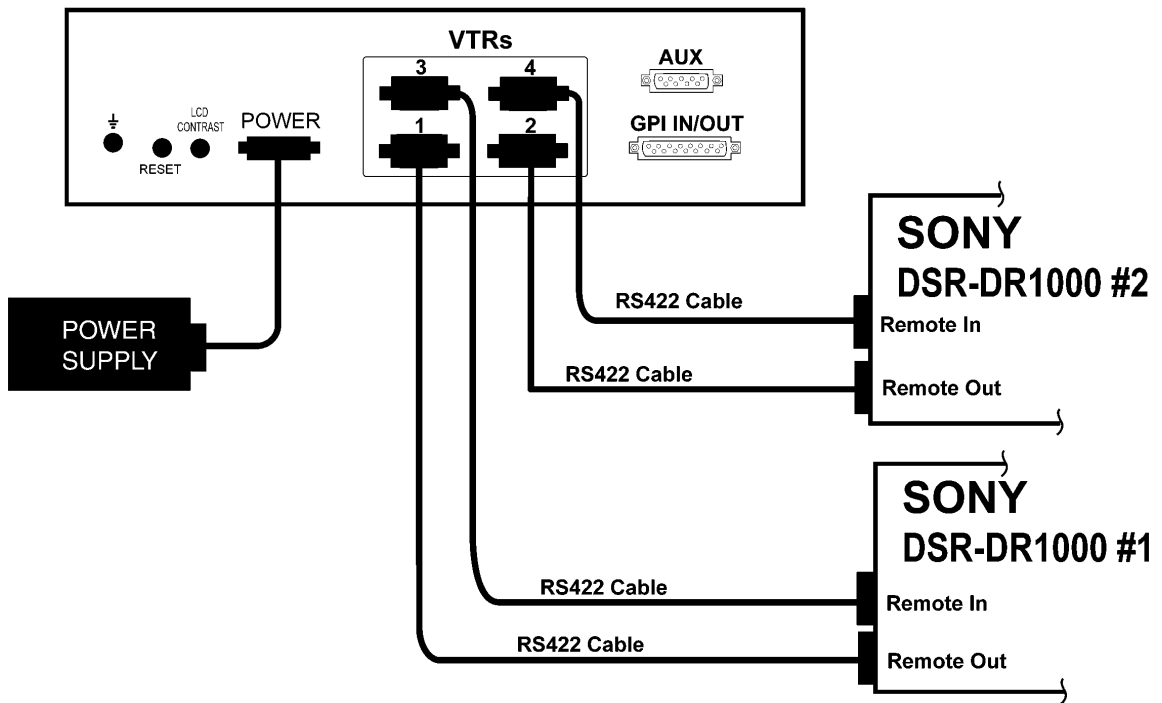 VTRs
3
4
AUX
LCD
CONTRAST
POWER
1
2
GPI IN/OUT
RESET
SONY
DSR-DR1000 #2
RS422 Cable
Remote In
POWER
SUPPLY
RS422 Cable
Remote Out
SONY
DSR-DR1000 #1
RS422 Cable
Remote In
RS422 Cable
Remote Out